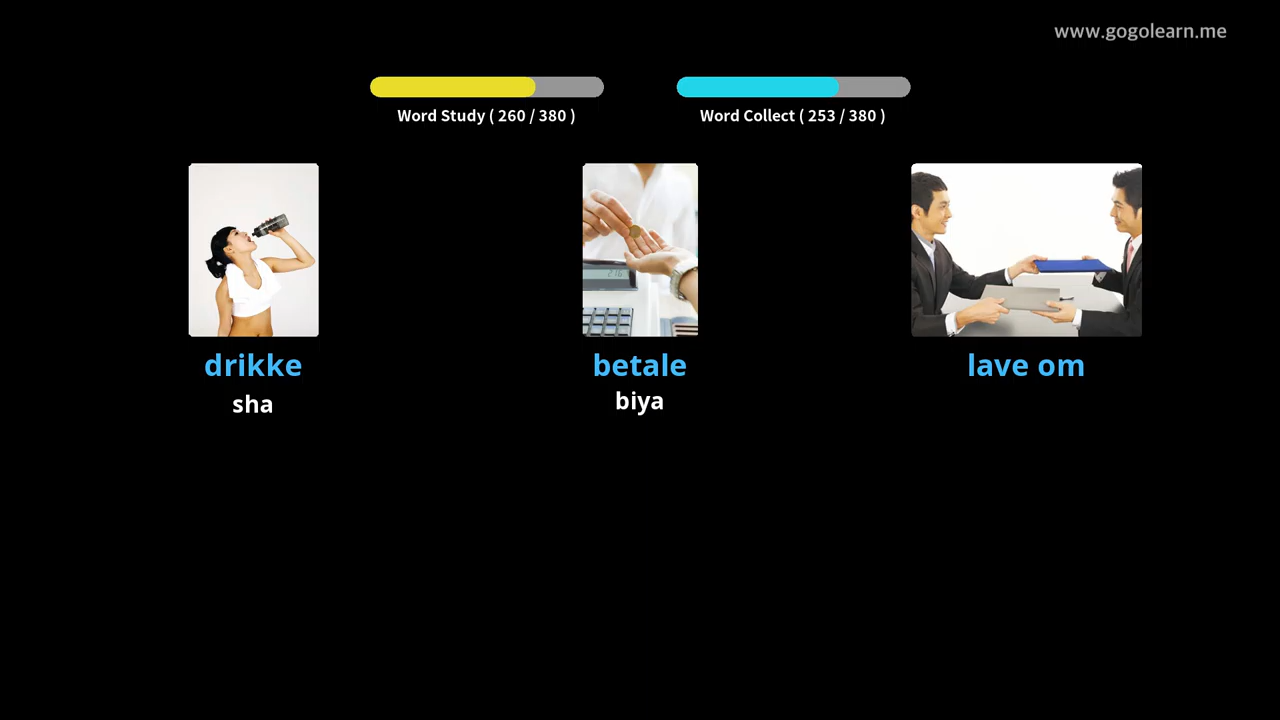 www.gogolearn.me
Word Study ( 260 / 380 )
Word Collect ( 253 / 380 )
drikke
betale
lave om
sha
biya